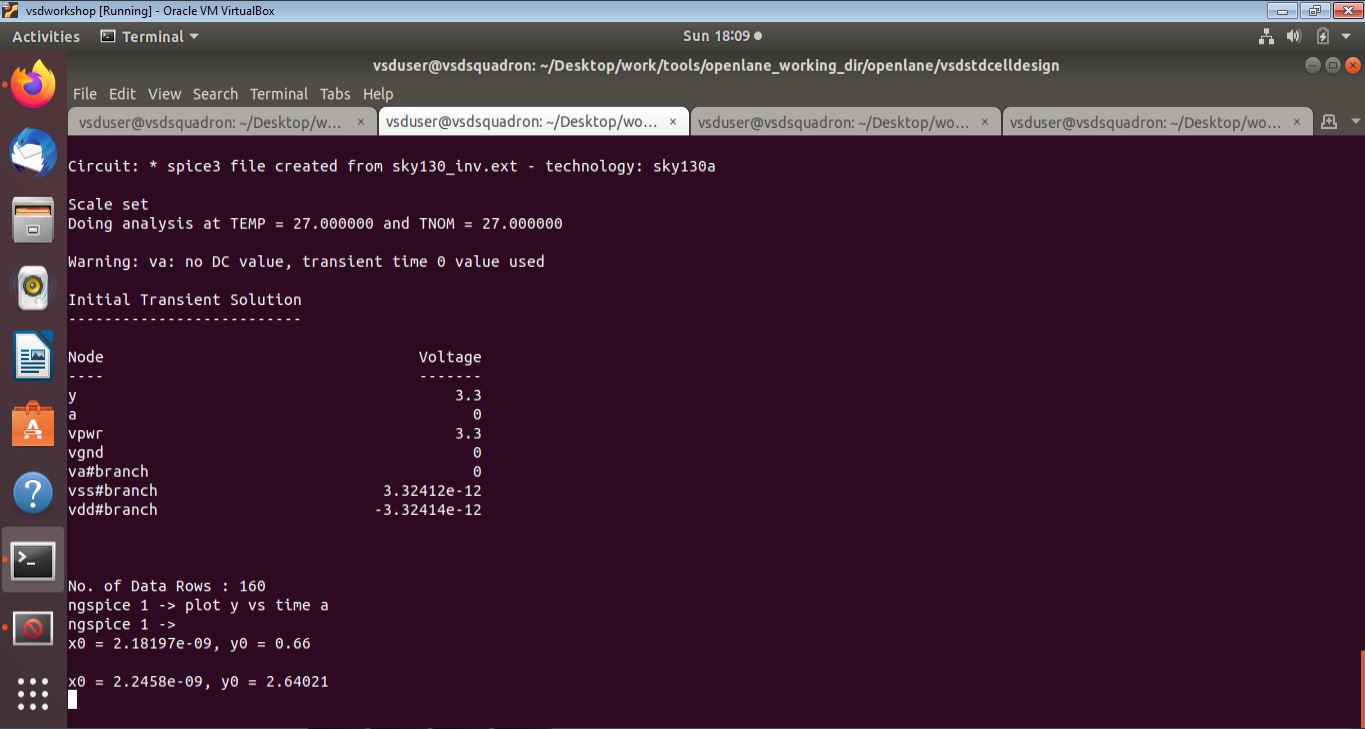 vsdworkshop [Running] - Oracle VM VirtualBox
Activities Terminal Sun 18:09
vsduser@vsdsquadron: ~/Desktop/work/tools/openlane_working_dir/openlane/vsdstdcelldesign
File Edit View Search Terminal Tabs Help
vsduser@vsdsquadron: ~/Desktop/w... × vsduser@vsdsquadron: ~/Desktop/wo... × vsduser@vsdsquadron: ~/Desktop/wo... × vsduser@vsdsquadron: ~/Desktop/wo... ×
Circuit: * spice3 file created from sky130_inv.ext - technology: sky130a
Scale set
Doing analysis at TEMP = 27.000000 and TNOM = 27.000000
Warning: va: no DC value, transient time 0 value used
Initial Transient Solution
--------------------------
Node Voltage
---- -------
y 3.3
a 0
vpwr 3.3
vgnd 0
va#branch 0
vss#branch 3.32412e-12
vdd#branch -3.32414e-12
No. of Data Rows : 160
ngspice 1 -> plot y vs time a
ngspice 1 ->
x0 = 2.18197e-09, y0 = 0.66
x0 = 2.2458e-09, y0 = 2.64021